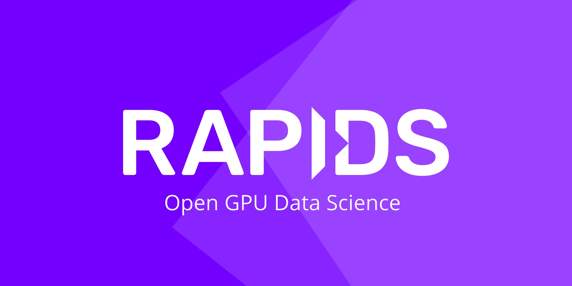 RAPIDS
Open GPU Data Science